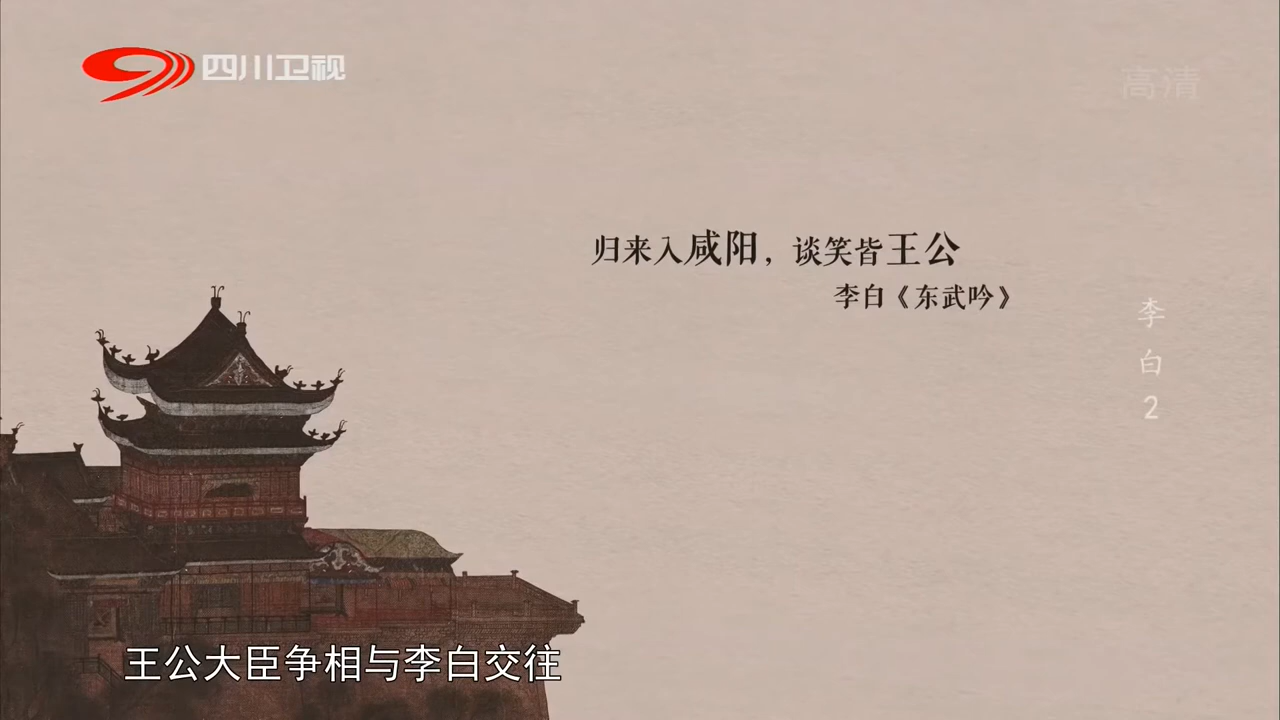 四川卫视
高清
归来入咸阳，谈笑皆王公
李白《东武吟》
李白2
王公大臣争相与李白交往